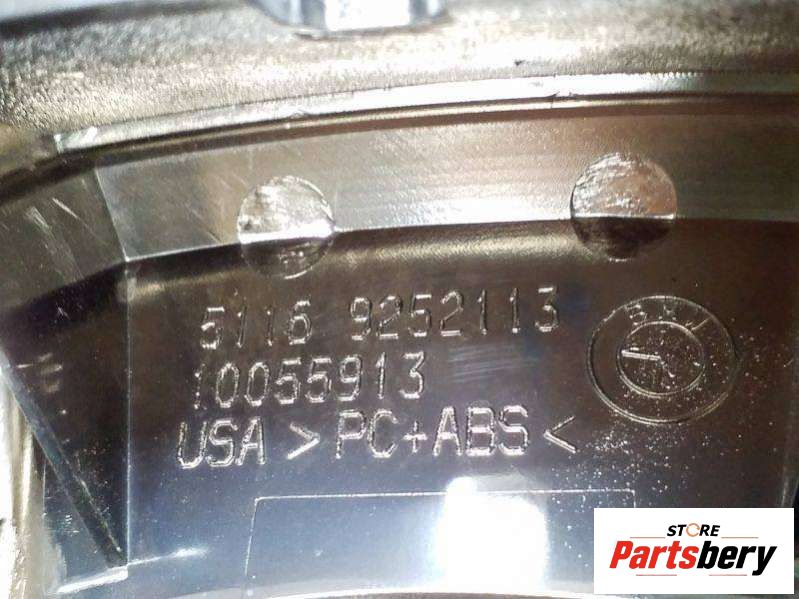 5116 9252113
10055913
USA >PC+ABS<
STORE
Partsbery